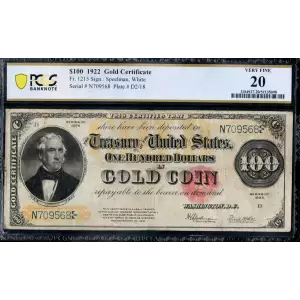 PCGS
BANKNOTE
$100 1922 Gold Certificate
Fr. 1215 Sign.: Speelman, White
Serial # N709568 Plate # D2/18
VERY FINE
20
THIS CERTIFIES THAT
there have been deposited in the
Treasury of the United States.
ONE HUNDRED DOLLARS
in GOLD COIN
repayable to the bearer on demand
100
GOLD CERTIFICATE
N709568
N709568
WASHINGTON, D.C.